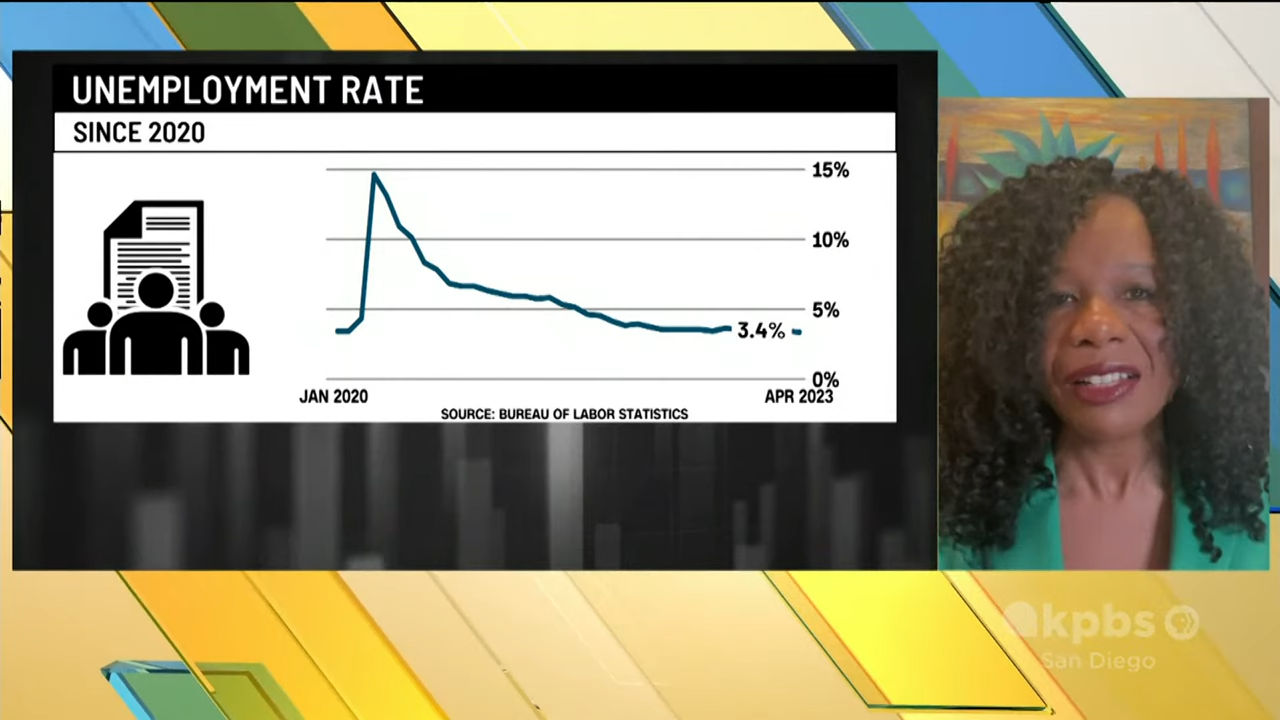 UNEMPLOYMENT RATE
SINCE 2020
15%
10%
5%
3.4%
0%
JAN 2020
APR 2023
SOURCE: BUREAU OF LABOR STATISTICS
kpbs
San Diego